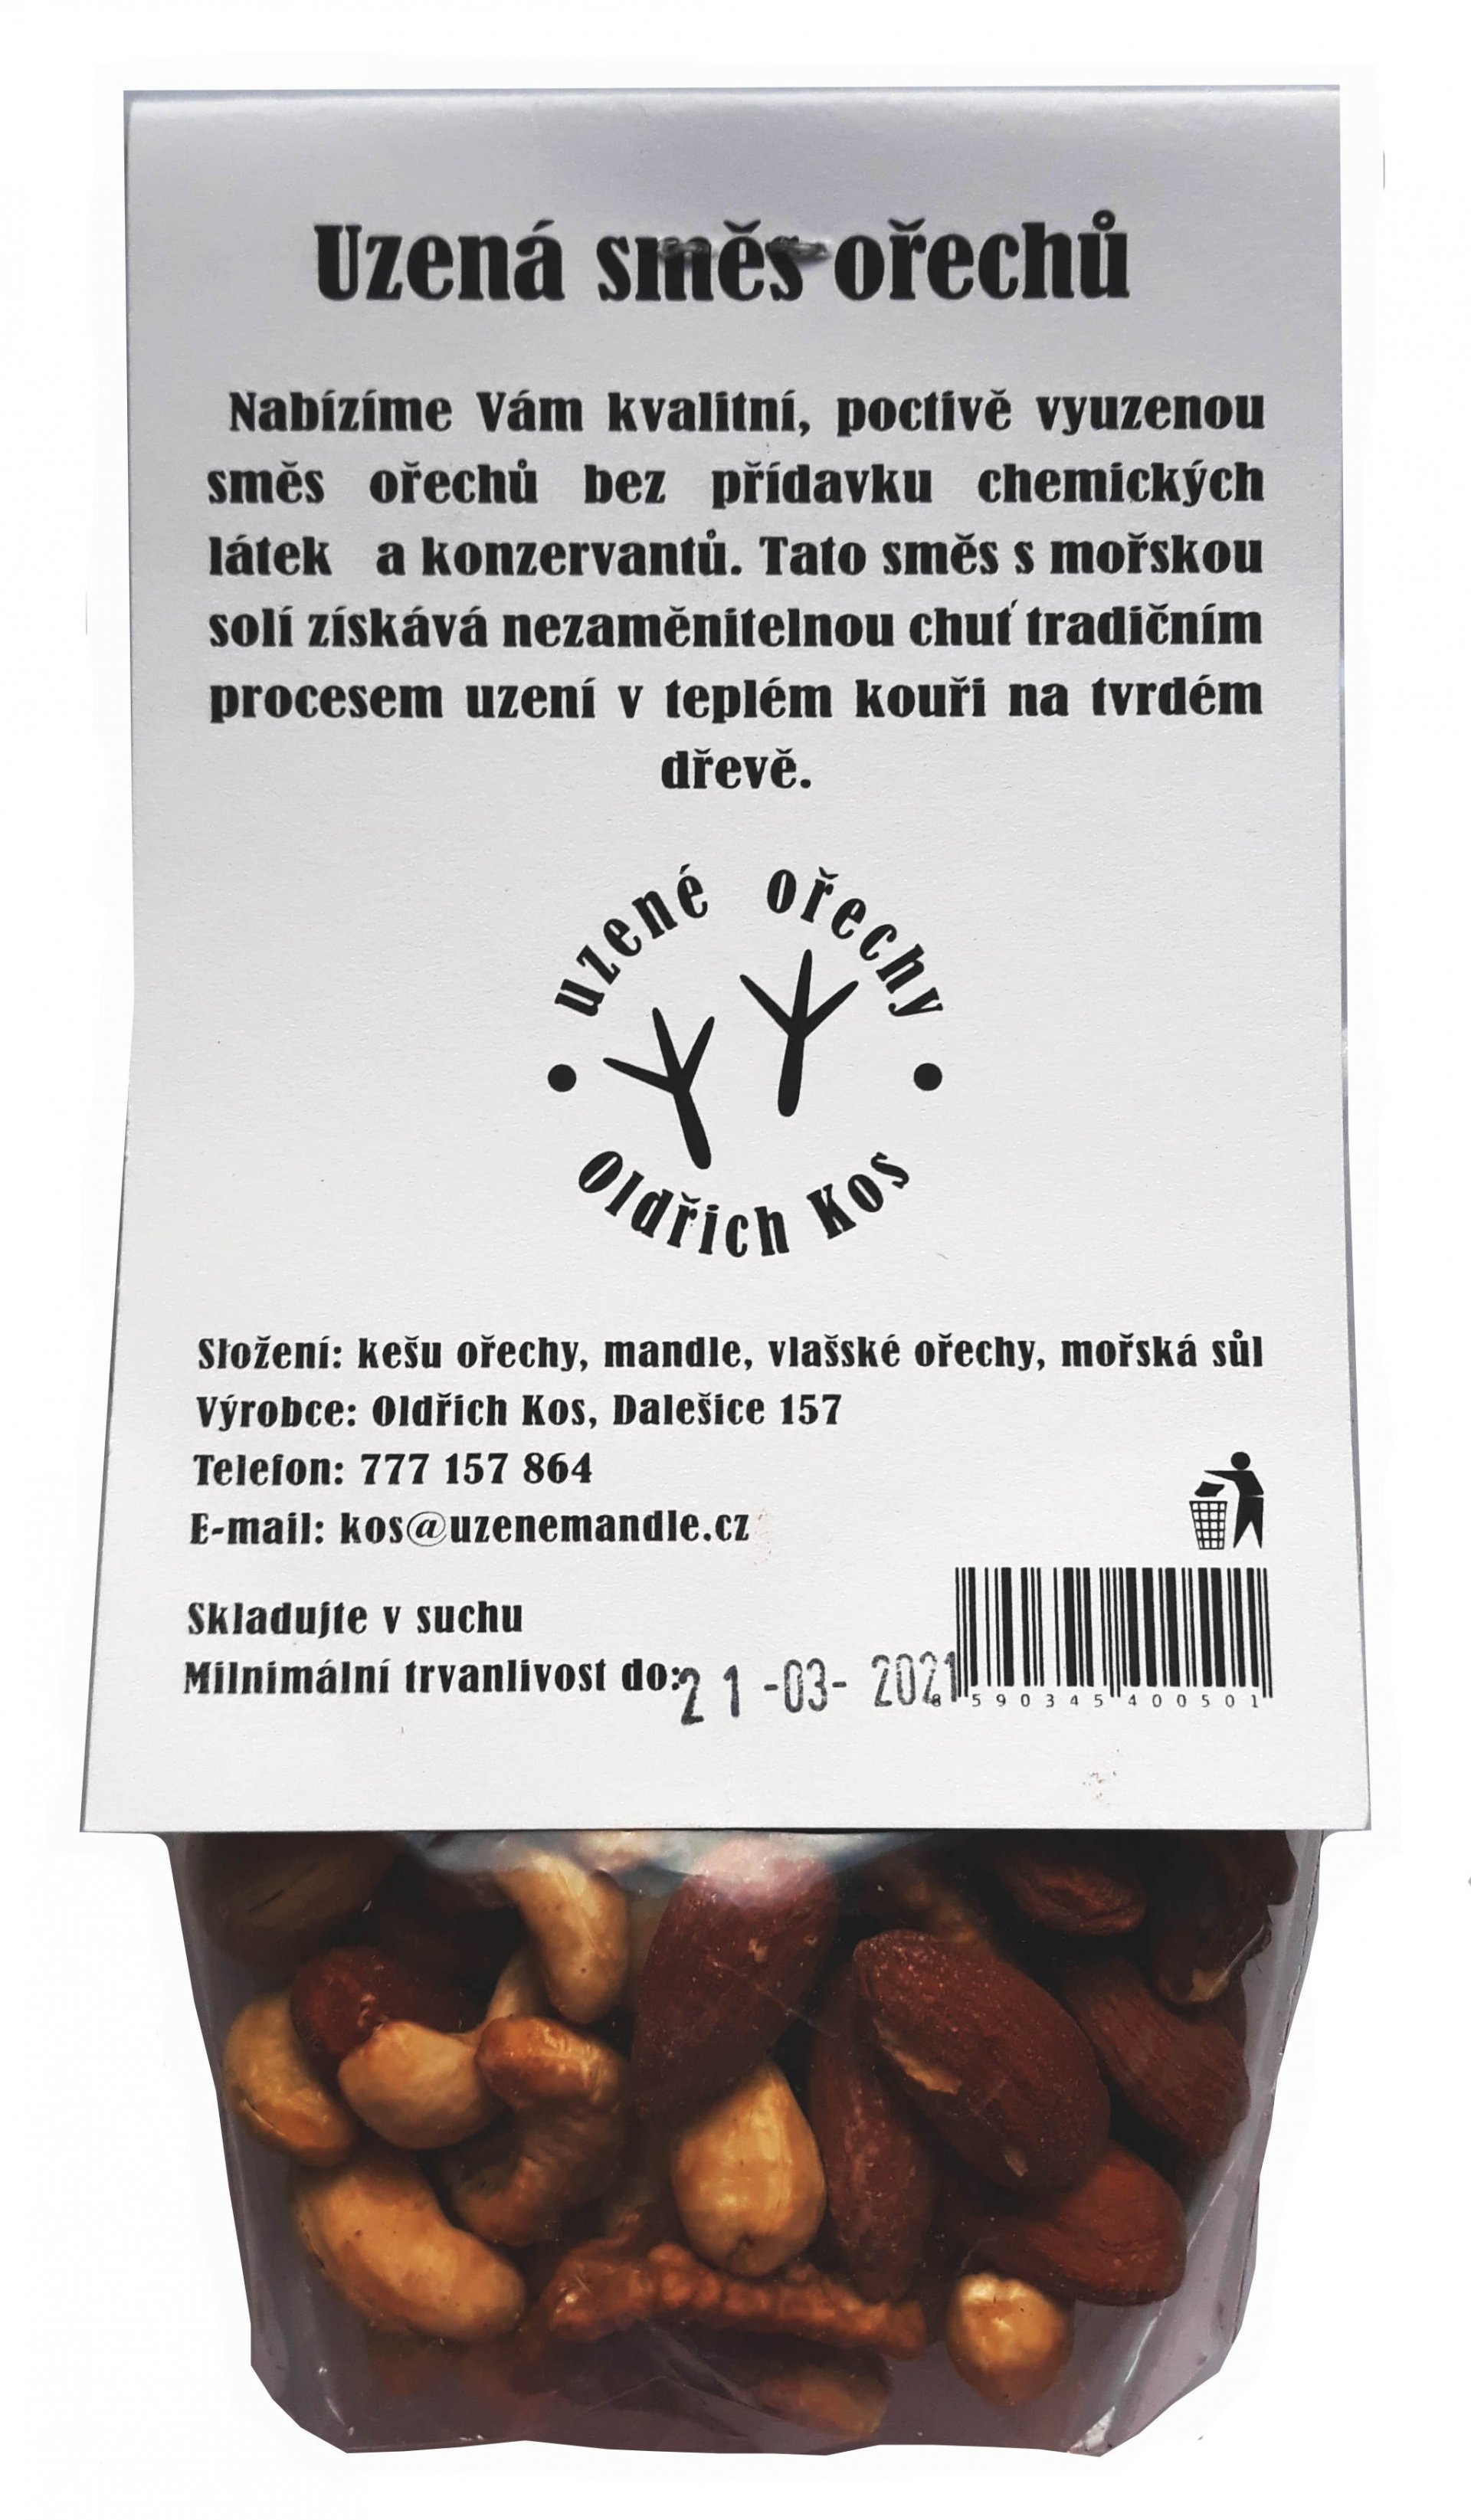 Uzená směs ořechů
Nabízíme Vám kvalitní, poctivě vyuzenou
směs ořechů bez přídavku chemických
látek a konzervantů. Tato směs s mořskou
solí získává nezaměnitelnou chuť tradičním
procesem uzení v teplém kouři na tvrdém
dřevě.
uzené ořechy
Oldřich Kos
Složení: kešu ořechy, mandle, vlašské ořechy, mořská sůl
Výrobce: Oldřich Kos, Dalešice 157
Telefon: 777 157 864
E-mail: kos@uzenemandle.cz
Skladujte v suchu
Milnimální trvanlivost do: 21-03-2021
8 590345 400501